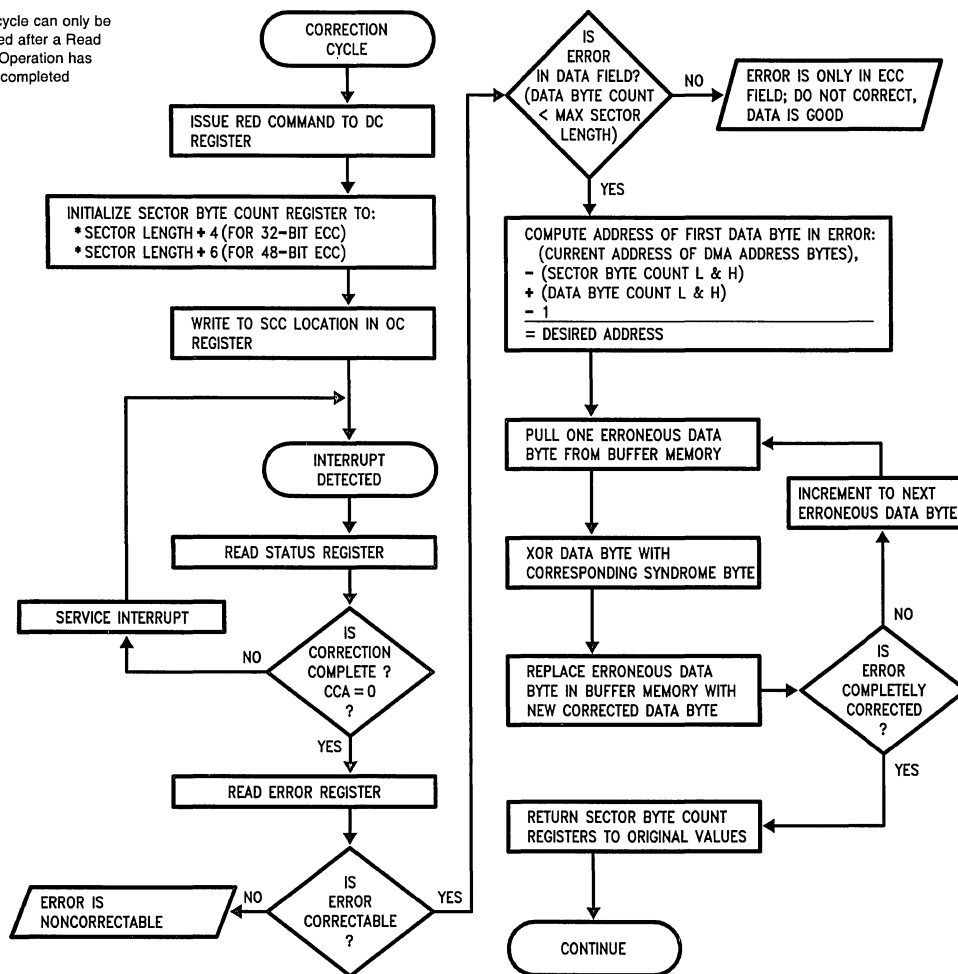 cycle can only be
ed after a Read
Operation has
completed
CORRECTION
CYCLE
ISSUE RED COMMAND TO DC
REGISTER
INITIALIZE SECTOR BYTE COUNT REGISTER TO:
* SECTOR LENGTH + 4 (FOR 32-BIT ECC)
* SECTOR LENGTH + 6 (FOR 48-BIT ECC)
WRITE TO SCC LOCATION IN OC
REGISTER
INTERRUPT
DETECTED
READ STATUS REGISTER
SERVICE INTERRUPT
NO
IS
CORRECTION
COMPLETE ?
CCA = 0
?
YES
READ ERROR REGISTER
IS
ERROR
CORRECTABLE
?
NO
ERROR IS
NONCORRECTABLE
YES
IS
ERROR
IN DATA FIELD?
(DATA BYTE COUNT
< MAX SECTOR
LENGTH)
NO
ERROR IS ONLY IN ECC
FIELD; DO NOT CORRECT,
DATA IS GOOD
YES
COMPUTE ADDRESS OF FIRST DATA BYTE IN ERROR:
(CURRENT ADDRESS OF DMA ADDRESS BYTES),
- (SECTOR BYTE COUNT L & H)
+ (DATA BYTE COUNT L & H)
- 1
= DESIRED ADDRESS
PULL ONE ERRONEOUS DATA
BYTE FROM BUFFER MEMORY
INCREMENT TO NEXT
ERRONEOUS DATA BYTE
XOR DATA BYTE WITH
CORRESPONDING SYNDROME BYTE
NO
REPLACE ERRONEOUS DATA
BYTE IN BUFFER MEMORY WITH
NEW CORRECTED DATA BYTE
IS
ERROR
COMPLETELY
CORRECTED
?
YES
RETURN SECTOR BYTE COUNT
REGISTERS TO ORIGINAL VALUES
CONTINUE